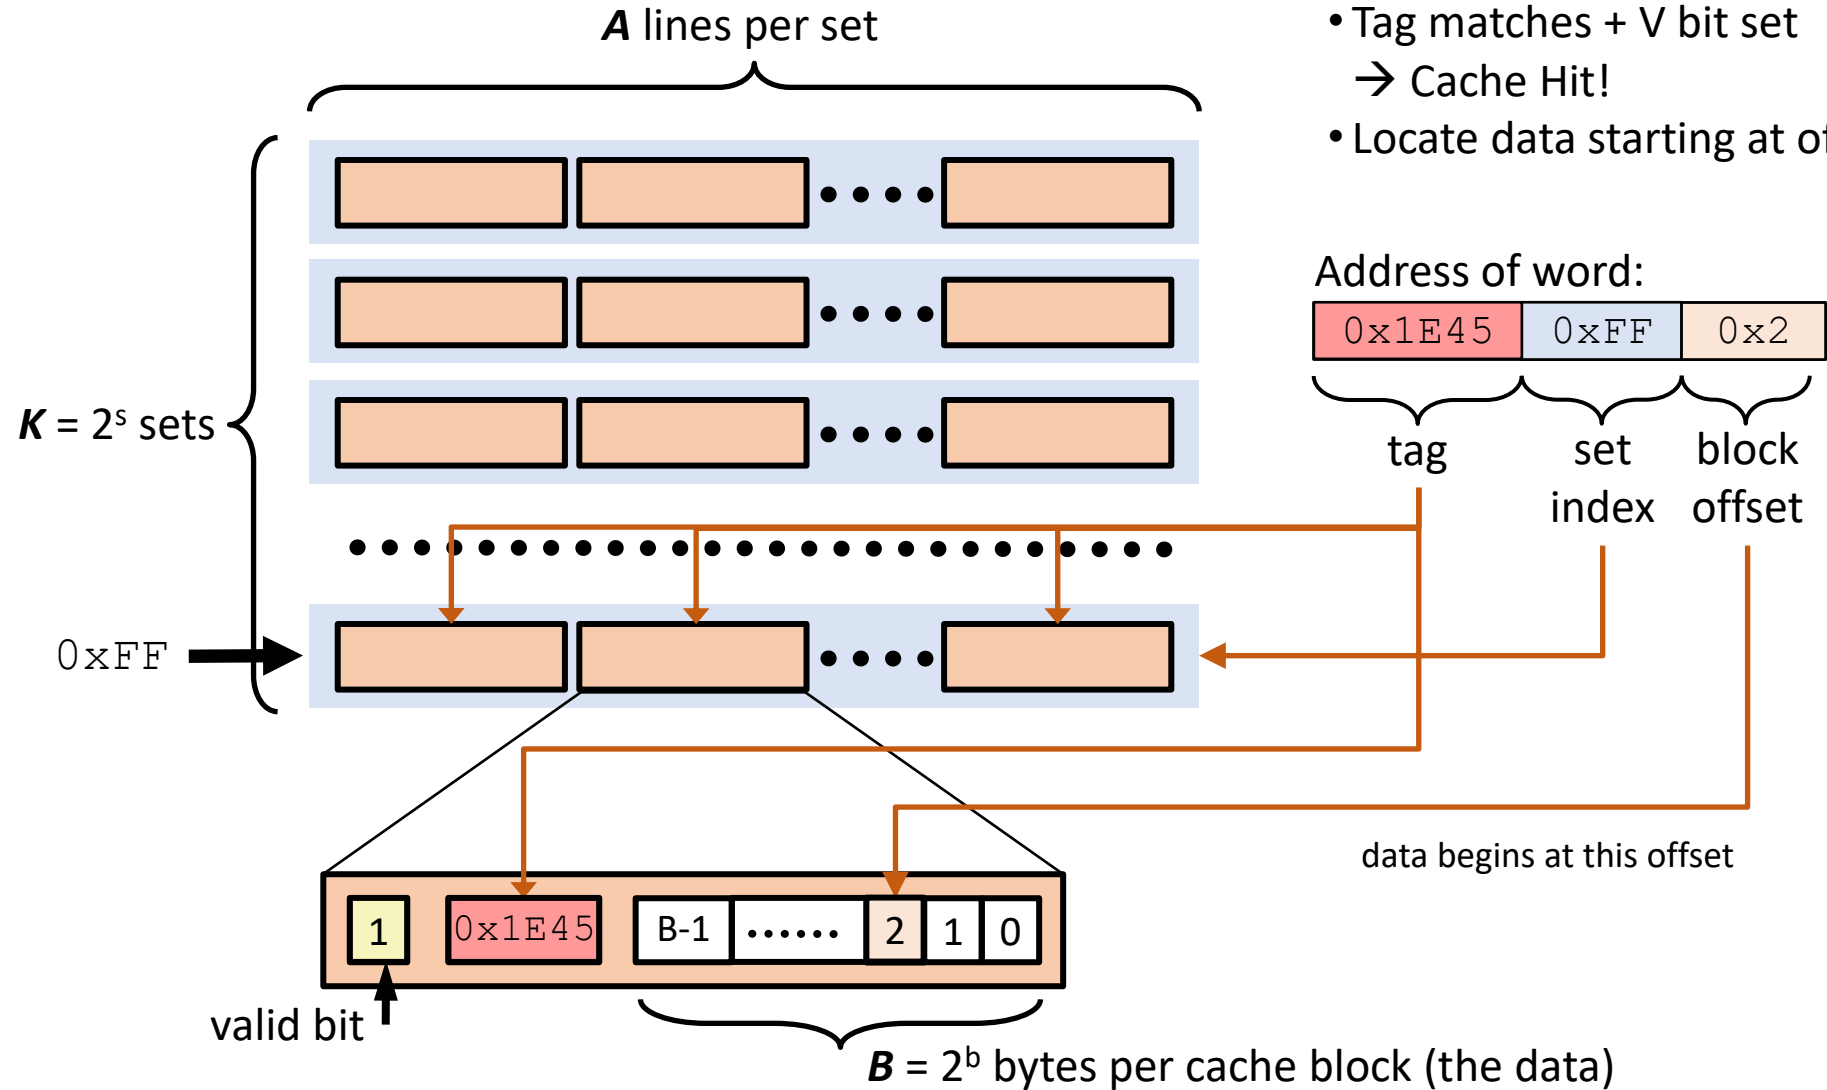 A lines per set
• Tag matches + V bit set
→ Cache Hit!
• Locate data starting at
Address of word:
0x1E45 0xFF 0x2
K = 2ˢ sets
tag set block
index offset
0xFF
data begins at this offset
1 0x1E45 B-1 ...... 2 1 0
valid bit
B = 2ᵇ bytes per cache block (the data)